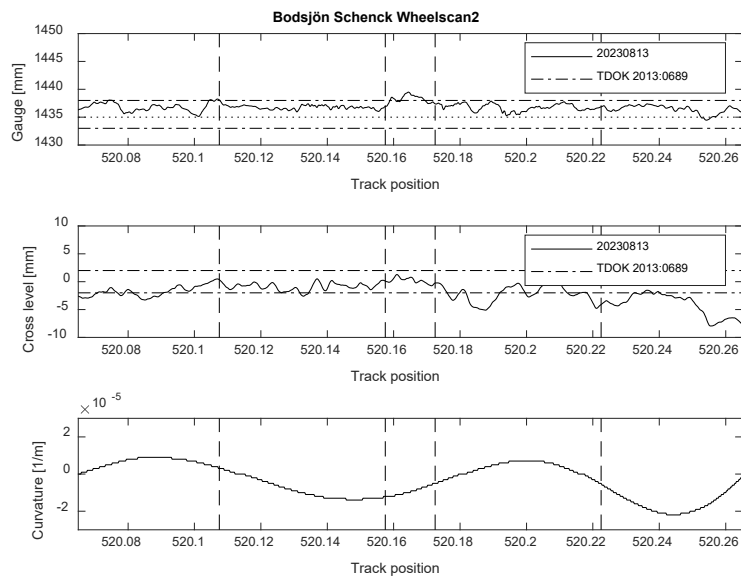 Bodsjön Schenck Wheelscan2
1450
1445
1440
1435
1430
Gauge [mm]
20230813
TDOK 2013:0689
520.08 520.1 520.12 520.14 520.16 520.18 520.2 520.22 520.24 520.26
Track position
10
5
0
-5
-10
Cross level [mm]
20230813
TDOK 2013:0689
520.08 520.1 520.12 520.14 520.16 520.18 520.2 520.22 520.24 520.26
Track position
× 10 -5
2
0
-2
Curvature [1/m]
520.08 520.1 520.12 520.14 520.16 520.18 520.2 520.22 520.24 520.26
Track position